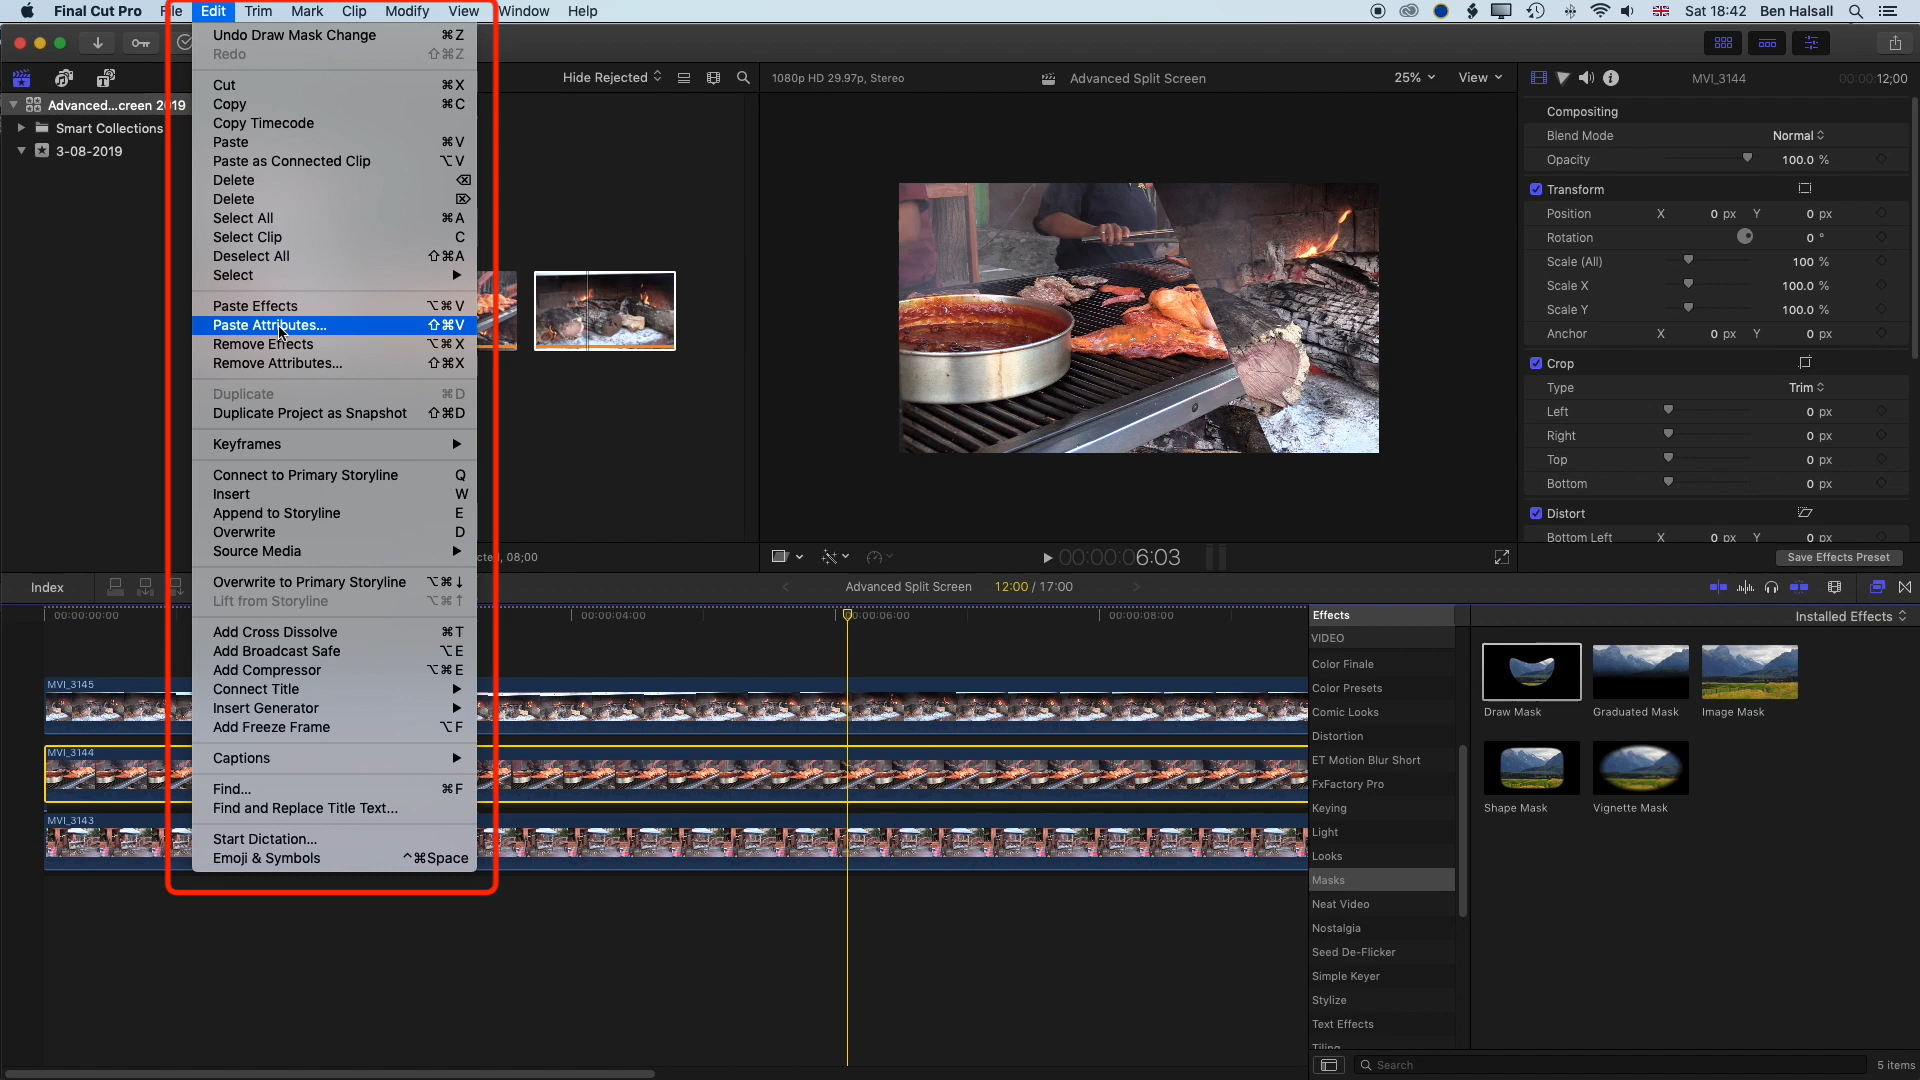 Final Cut Pro File Edit Trim Mark Clip Modify View Window Help
Sat 18:42 Ben Halsall
Undo Draw Mask Change ⌘Z
Redo ⇧⌘Z
Cut ⌘X
Copy ⌘C
Copy Timecode
Paste ⌘V
Paste as Connected Clip ⌥V
Delete ⌫
Delete ⌦
Select All ⌘A
Select Clip C
Deselect All ⇧⌘A
Select
Paste Effects ⌥⌘V
Paste Attributes... ⇧⌘V
Remove Effects ⌥⌘X
Remove Attributes... ⇧⌘X
Duplicate ⌘D
Duplicate Project as Snapshot ⇧⌘D
Keyframes
Connect to Primary Storyline Q
Insert W
Append to Storyline E
Overwrite D
Source Media
Overwrite to Primary Storyline ⌥⌘↓
Lift from Storyline ⌥⌘↑
Add Cross Dissolve ⌘T
Add Broadcast Safe ⌥E
Add Compressor ⌥⌘E
Connect Title
Insert Generator
Add Freeze Frame ⌥F
Captions
Find... ⌘F
Find and Replace Title Text...
Start Dictation...
Emoji & Symbols ^⌘Space
Advanced...creen 2019
Smart Collections
3-08-2019
Hide Rejected
1080p HD 29.97p, Stereo
Advanced Split Screen
25% View
MVI_3144 00:00:12;00
Compositing
Blend Mode Normal
Opacity 100.0 %
Transform
Position X 0 px Y 0 px
Rotation 0 °
Scale (All) 100 %
Scale X 100.0 %
Scale Y 100.0 %
Anchor X 0 px Y 0 px
Crop
Type Trim
Left 0 px
Right 0 px
Top 0 px
Bottom 0 px
Distort
Bottom Left X 0 px Y 0 px
Save Effects Preset
cted, 08;00
00:00:06:03
Index
Advanced Split Screen 12:00 / 17:00
00:00:00:00 00:00:04:00 00:00:06:00 00:00:08:00
MVI_3145
MVI_3144
MVI_3143
Effects
VIDEO
Color Finale
Color Presets
Comic Looks
Distortion
ET Motion Blur Short
FxFactory Pro
Keying
Light
Looks
Masks
Neat Video
Nostalgia
Seed De-Flicker
Simple Keyer
Stylize
Text Effects
Tiling
Installed Effects
Draw Mask
Graduated Mask
Image Mask
Shape Mask
Vignette Mask
Search
5 items